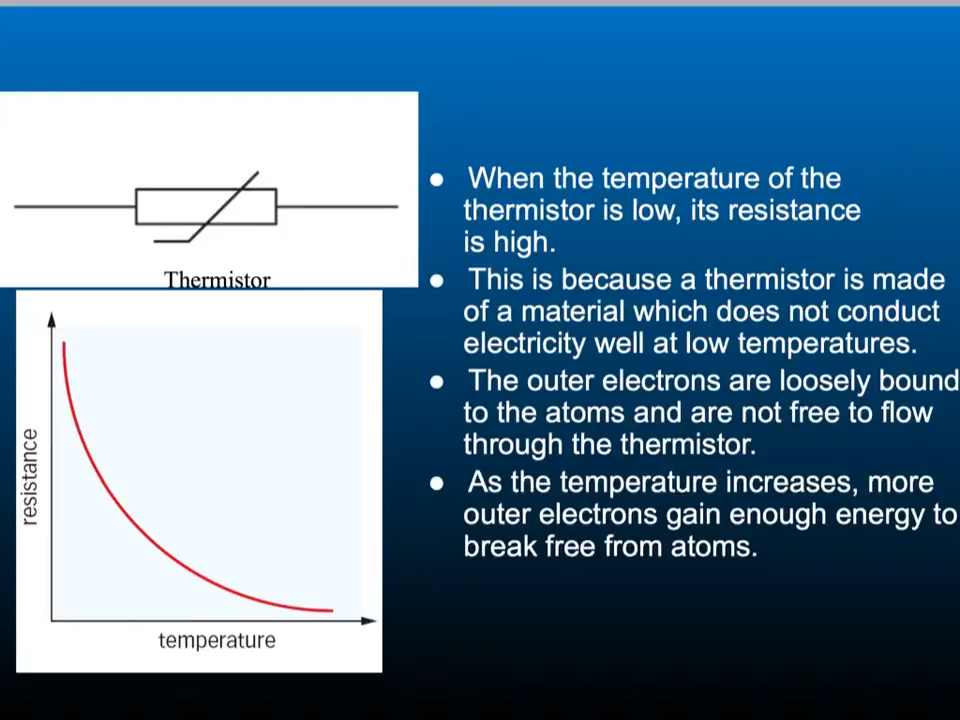 Thermistor
resistance
temperature
● When the temperature of the
thermistor is low, its resistance
is high.
● This is because a thermistor is made
of a material which does not conduct
electricity well at low temperatures.
● The outer electrons are loosely bound
to the atoms and are not free to flow
through the thermistor.
● As the temperature increases, more
outer electrons gain enough energy to
break free from atoms.